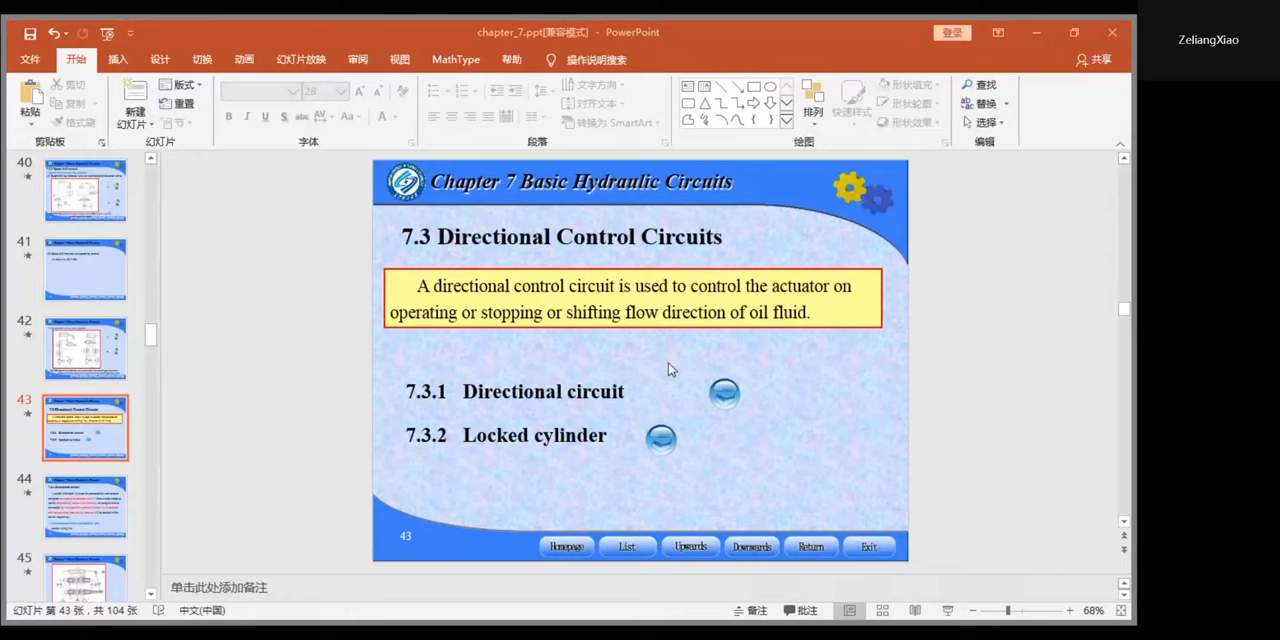 chapter_7.ppt[兼容模式] - PowerPoint
登录
ZeliangXiao
文件 开始 插入 设计 切换 动画 幻灯片放映 审阅 视图 MathType 帮助 操作说明搜索 共享
粘贴
剪切
复制
格式刷
剪贴板
新建
幻灯片
版式
重置
节
幻灯片
28
B I U S abc AV Aa A
字体
文字方向
对齐文本
转换为 SmartArt
段落
排列
快速样式
形状填充
形状轮廓
形状效果
绘图
查找
替换
选择
编辑
40
41
42
43
44
45
Chapter 7 Basic Hydraulic Circuits
7.3 Directional Control Circuits
A directional control circuit is used to control the actuator on
operating or stopping or shifting flow direction of oil fluid.
7.3.1 Directional circuit
7.3.2 Locked cylinder
43
Homepage List Upwards Downwards Return Exit
单击此处添加备注
幻灯片 第 43 张，共 104 张 中文(中国) 备注 批注 68%